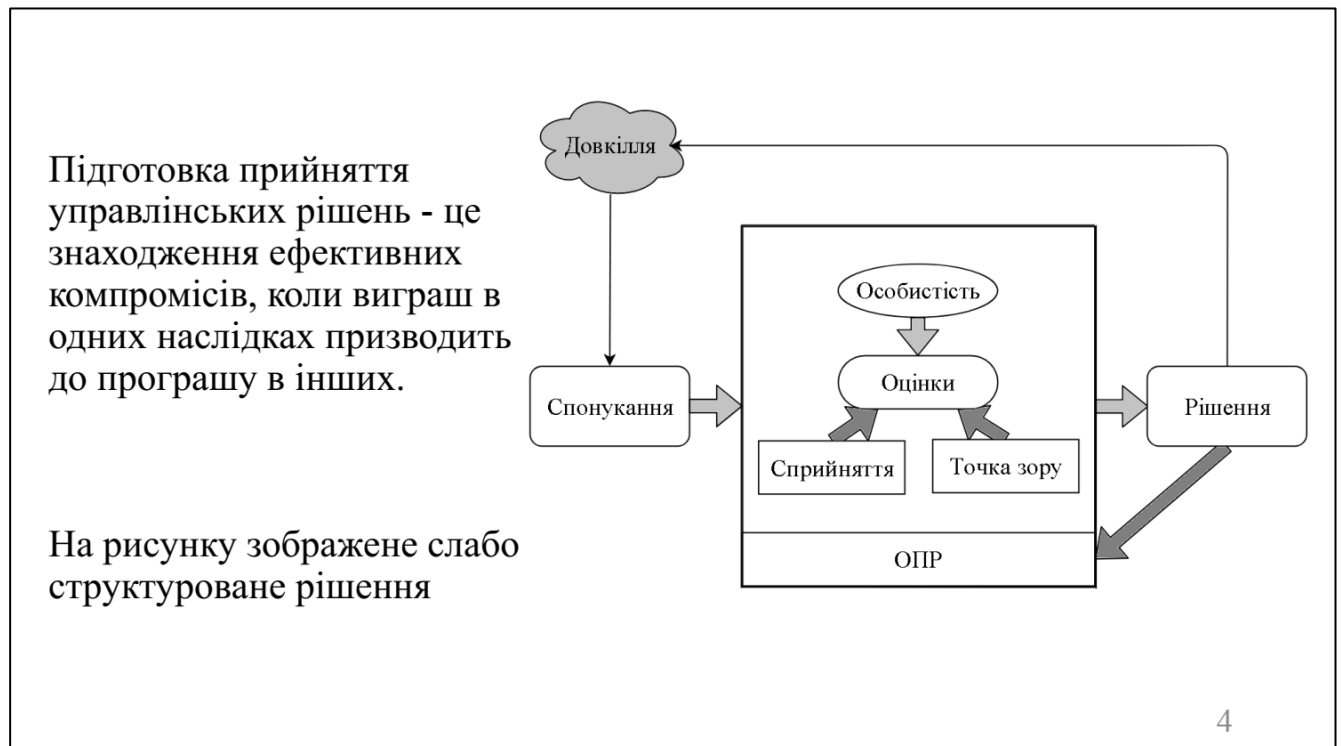 Підготовка прийняття
управлінських рішень - це
знаходження ефективних
компромісів, коли виграш в
одних наслідках призводить
до програшу в інших.
На рисунку зображене слабо
структуроване рішення
Довкілля
Особистість
Оцінки
Спонукання
Рішення
Сприйняття
Точка зору
ОПР
4